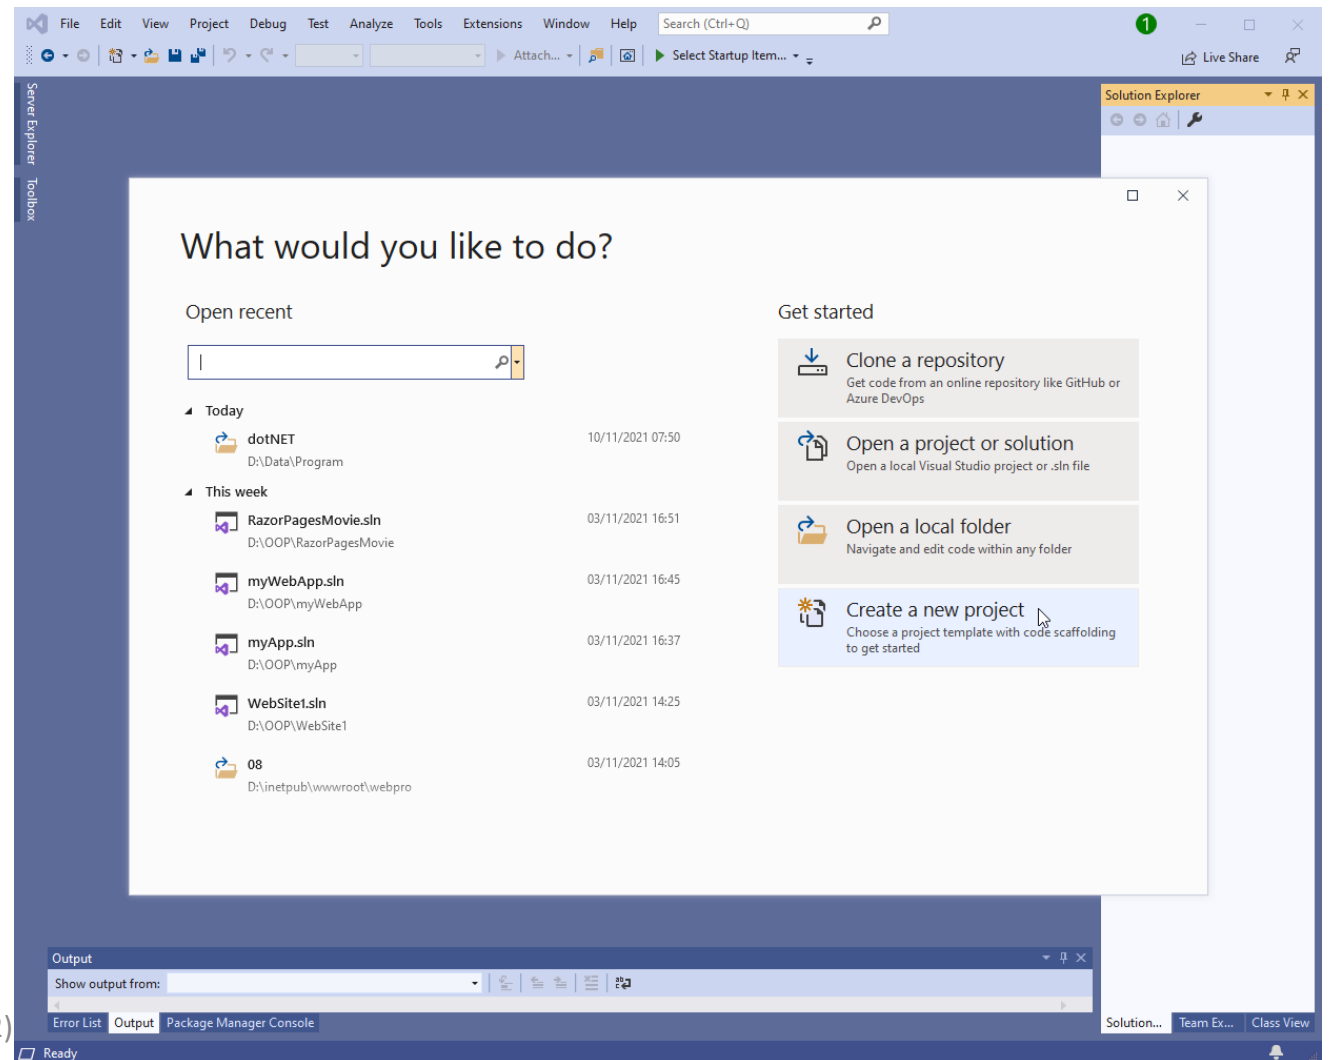 File Edit View Project Debug Test Analyze Tools Extensions Window Help Search (Ctrl+Q) 1
Attach... Select Startup Item... Live Share
Server Explorer
Toolbox
Solution Explorer
What would you like to do?
Open recent
Today
dotNET 10/11/2021 07:50
D:\Data\Program
This week
RazorPagesMovie.sln 03/11/2021 16:51
D:\OOP\RazorPagesMovie
myWebApp.sln 03/11/2021 16:45
D:\OOP\myWebApp
myApp.sln 03/11/2021 16:37
D:\OOP\myApp
WebSite1.sln 03/11/2021 14:25
D:\OOP\WebSite1
08 03/11/2021 14:05
D:\inetpub\wwwroot\webpro
Get started
Clone a repository
Get code from an online repository like GitHub or
Azure DevOps
Open a project or solution
Open a local Visual Studio project or .sln file
Open a local folder
Navigate and edit code within any folder
Create a new project
Choose a project template with code scaffolding
to get started
Output
Show output from:
Error List Output Package Manager Console
Solution... Team Ex... Class View
Ready